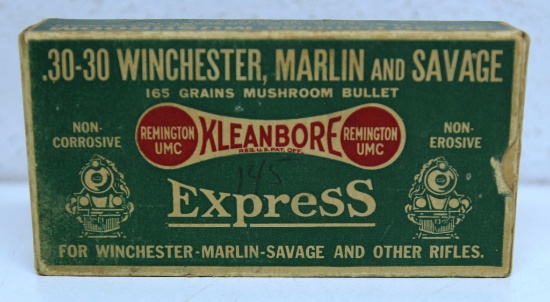 .30-30 WINCHESTER, MARLIN AND SAVAGE
165 GRAINS MUSHROOM BULLET
NON-
CORROSIVE
REMINGTON
UMC
KLEANBORE
REG. U.S. PAT. OFF.
REMINGTON
UMC
NON-
EROSIVE
145
Express
FOR WINCHESTER-MARLIN-SAVAGE AND OTHER RIFLES.